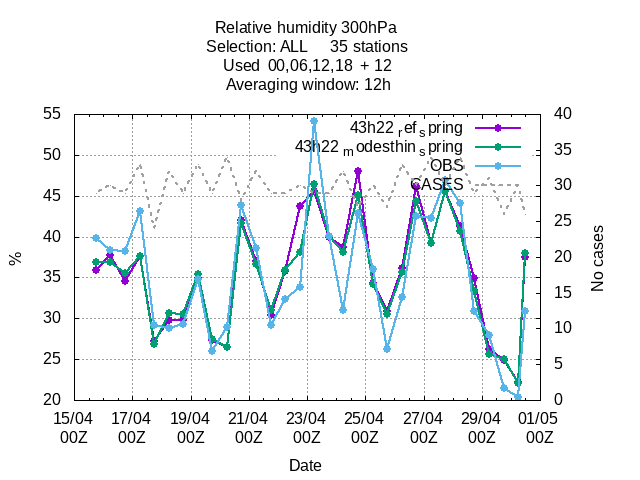 Relative humidity 300hPa
Selection: ALL 35 stations
Used 00,06,12,18 + 12
Averaging window: 12h
43h22_ref_spring
43h22_modesthin_spring
OBS
CASES
55
50
45
40
35
30
25
20
%
40
35
30
25
20
15
10
5
0
No cases
15/04 17/04 19/04 21/04 23/04 25/04 27/04 29/04 01/05
00Z 00Z 00Z 00Z 00Z 00Z 00Z 00Z 00Z
Date